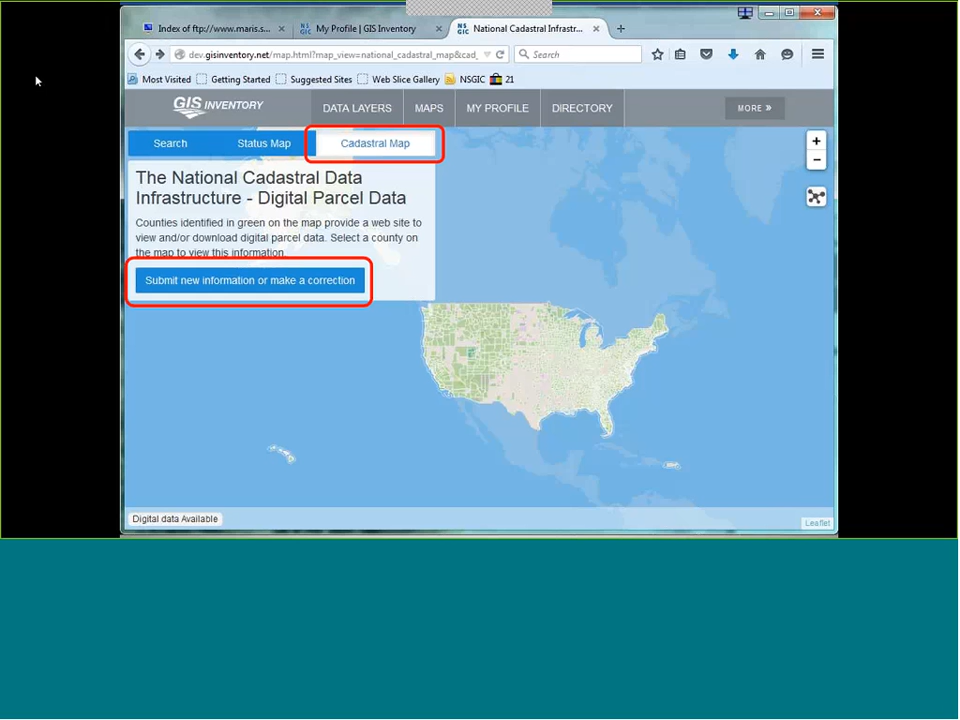 Index of ftp://www.maris.s...
My Profile | GIS Inventory
National Cadastral Infrastr...
dev.gisinventory.net/map.html?map_view=national_cadastral_map&cad_
Search
Most Visited
Getting Started
Suggested Sites
Web Slice Gallery
NSGIC
21
GIS INVENTORY
DATA LAYERS
MAPS
MY PROFILE
DIRECTORY
MORE »
Search
Status Map
Cadastral Map
The National Cadastral Data
Infrastructure - Digital Parcel Data
Counties identified in green on the map provide a web site to
view and/or download digital parcel data. Select a county on
the map to view this information.
Submit new information or make a correction
Digital data Available
Leaflet